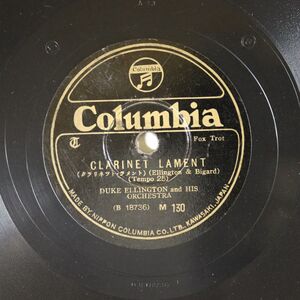 Columbia
Columbia
Fox Trot
CLARINET LAMENT
(クラリネット・ラメント) (Ellington & Bigard)
(Tempo 25)
DUKE ELLINGTON and HIS
ORCHESTRA
(B 18736) M 130
MADE BY NIPPON COLUMBIA CO., LTD. KAWASAKI, JAPAN